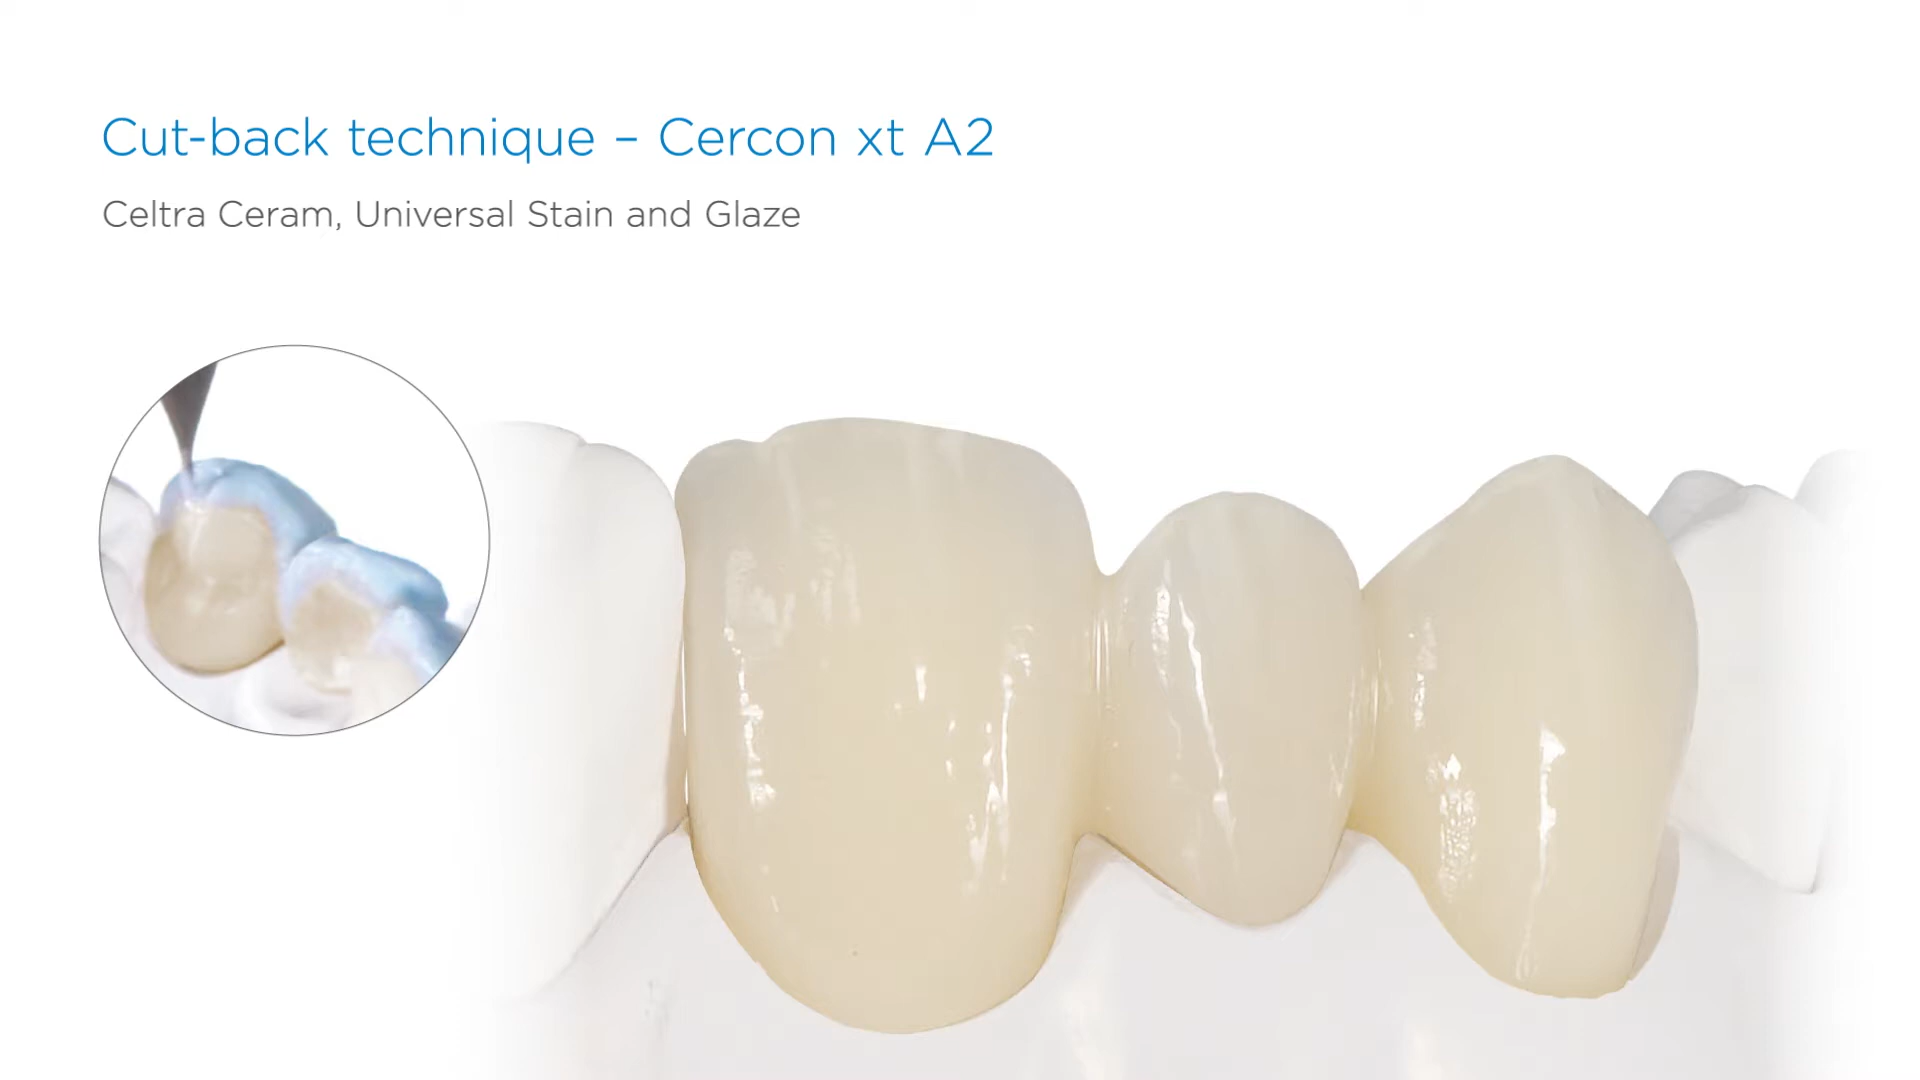 Cut-back technique – Cercon xt A2
Celtra Ceram, Universal Stain and Glaze